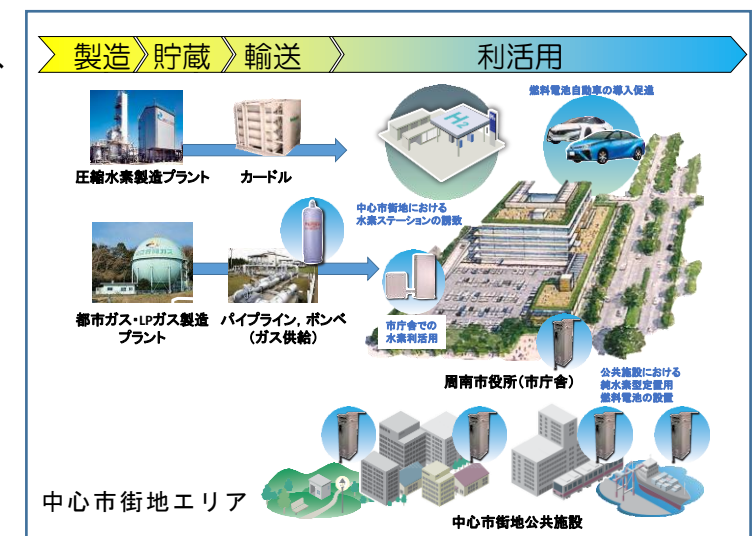 製造
貯蔵
輸送
利活用
燃料電池自動車の導入促進
圧縮水素製造プラント
カードル
H2
中心市街地における
水素ステーションの誘致
都市ガス・LPガス製造
プラント
パイプライン，ボンベ
(ガス供給)
市庁舎での
水素利活用
周南市役所(市庁舎)
公共施設における
純水素型定置用
燃料電池の設置
中心市街地エリア
中心市街地公共施設